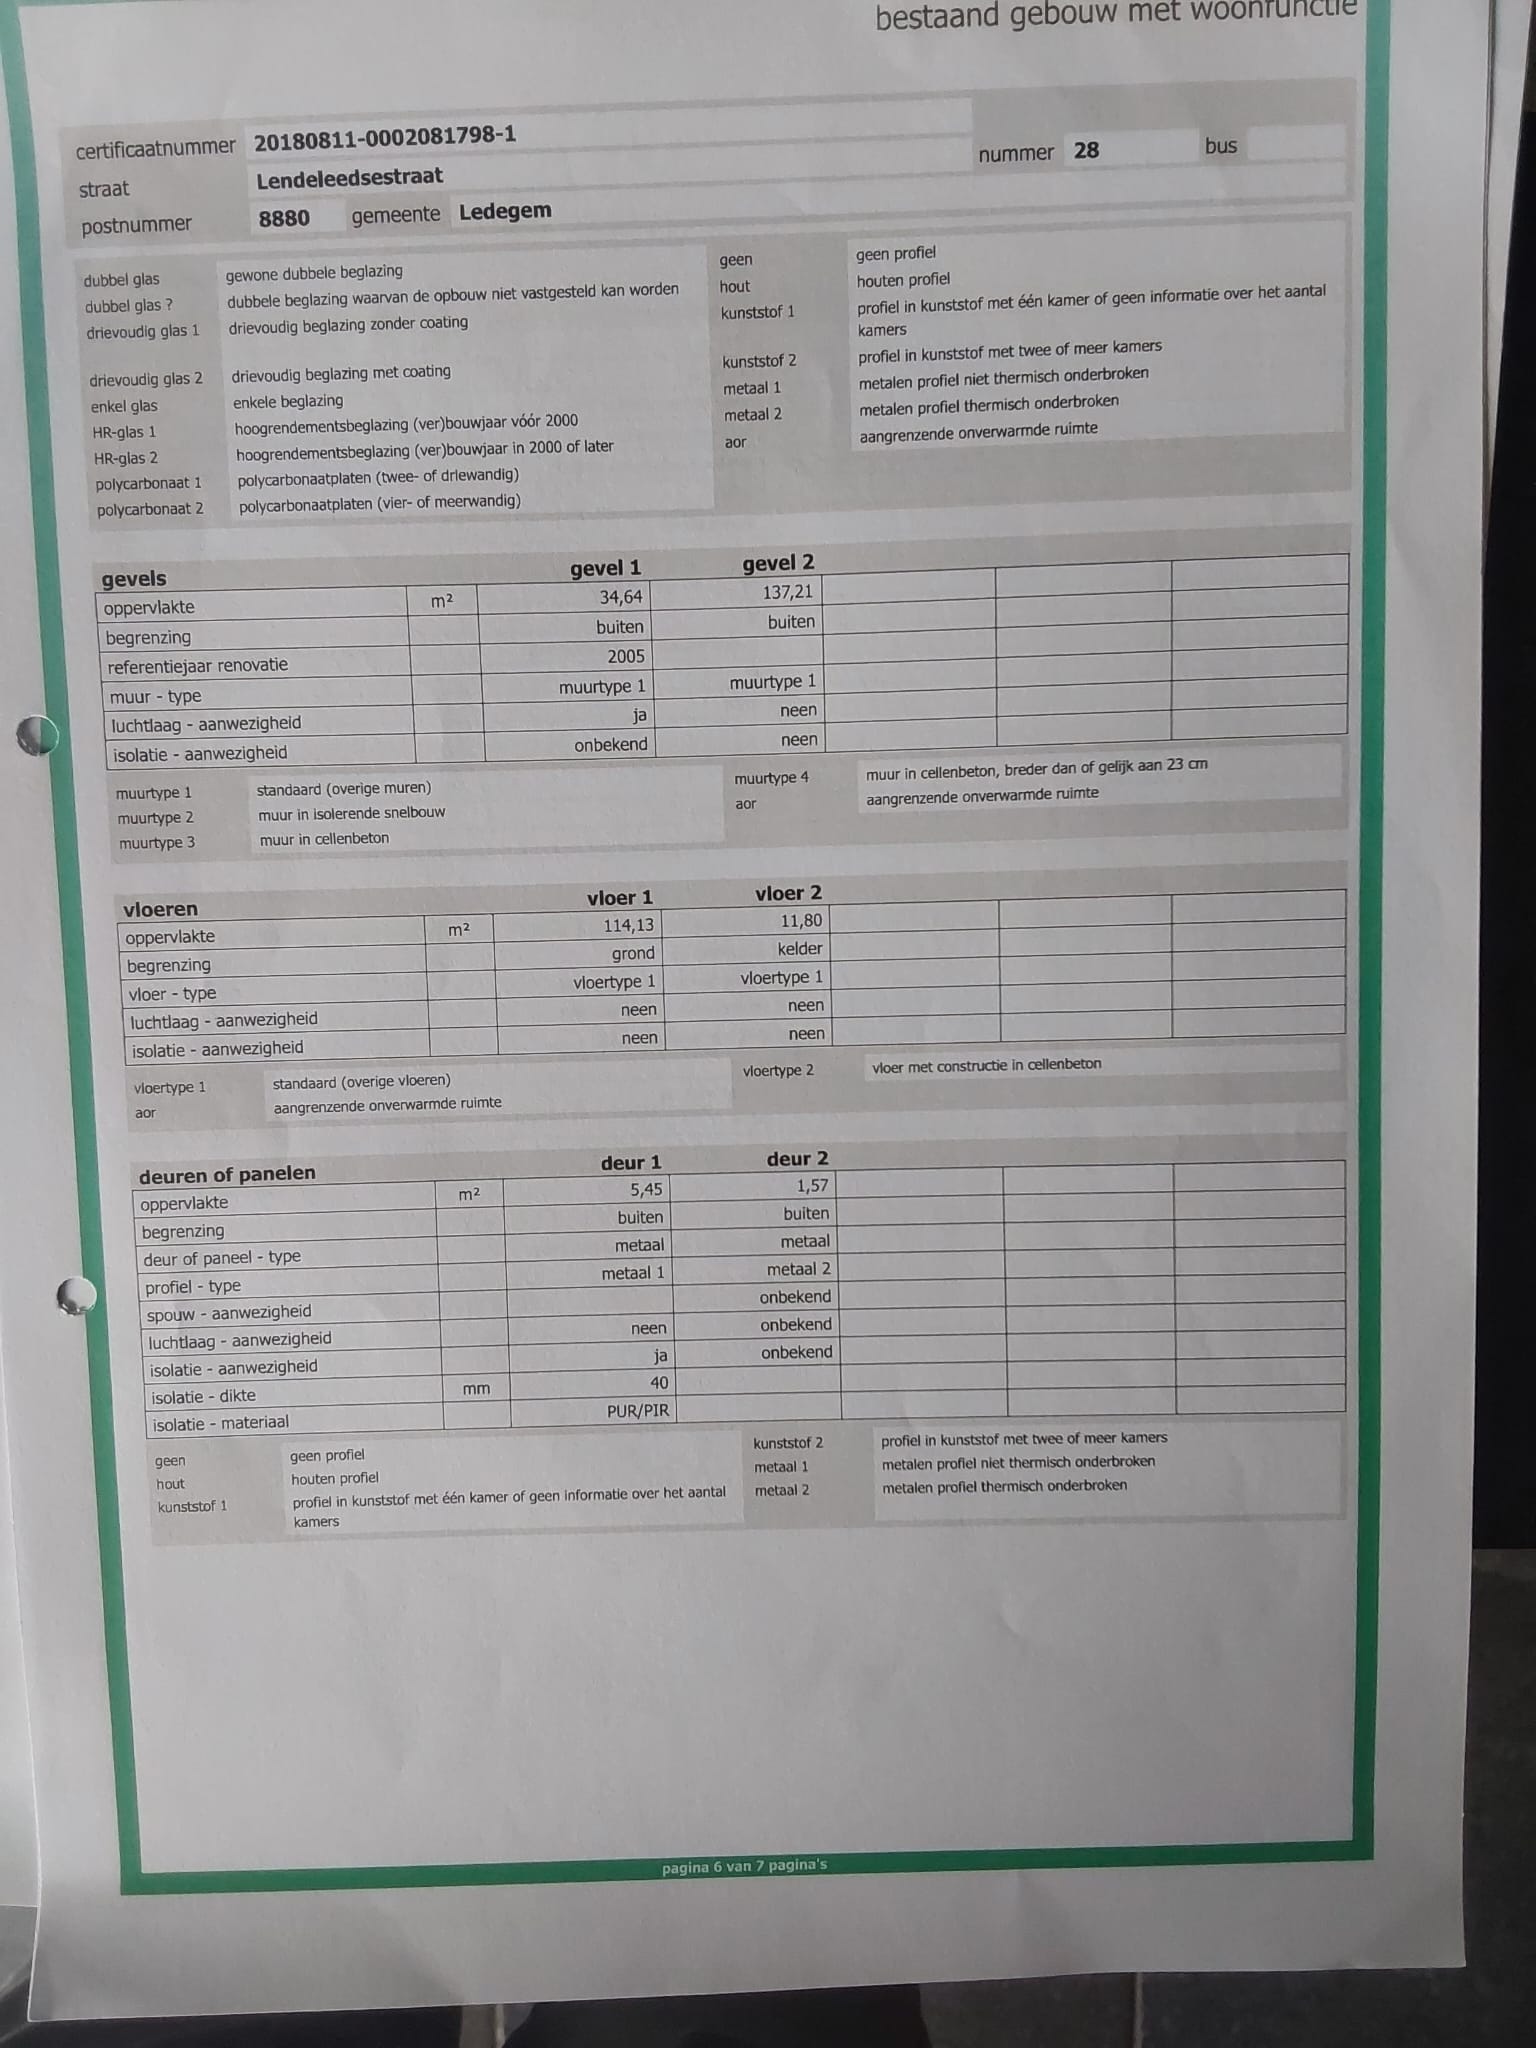 bestaand gebouw met woonfunctie
certificaatnummer 20180811-0002081798-1
straat Lendeleedsestraat nummer 28 bus
postnummer 8880 gemeente Ledegem
dubbel glas gewone dubbele beglazing
dubbel glas ? dubbele beglazing waarvan de opbouw niet vastgesteld kan worden
drievoudig glas 1 drievoudig beglazing zonder coating
drievoudig glas 2 drievoudig beglazing met coating
enkel glas enkele beglazing
HR-glas 1 hoogrendementsbeglazing (ver)bouwjaar vóór 2000
HR-glas 2 hoogrendementsbeglazing (ver)bouwjaar in 2000 of later
polycarbonaat 1 polycarbonaatplaten (twee- of driewandig)
polycarbonaat 2 polycarbonaatplaten (vier- of meerwandig)
geen geen profiel
hout houten profiel
kunststof 1 profiel in kunststof met één kamer of geen informatie over het aantal
kamers
kunststof 2 profiel in kunststof met twee of meer kamers
metaal 1 metalen profiel niet thermisch onderbroken
metaal 2 metalen profiel thermisch onderbroken
aor aangrenzende onverwarmde ruimte
gevels gevel 1 gevel 2
oppervlakte m² 34,64 137,21
begrenzing buiten buiten
referentiejaar renovatie 2005
muur - type muurtype 1 muurtype 1
luchtlaag - aanwezigheid ja neen
isolatie - aanwezigheid onbekend neen
muurtype 1 standaard (overige muren)
muurtype 2 muur in isolerende snelbouw
muurtype 3 muur in cellenbeton
muurtype 4 muur in cellenbeton, breder dan of gelijk aan 23 cm
aor aangrenzende onverwarmde ruimte
vloeren vloer 1 vloer 2
oppervlakte m² 114,13 11,80
begrenzing grond kelder
vloer - type vloertype 1 vloertype 1
luchtlaag - aanwezigheid neen neen
isolatie - aanwezigheid neen neen
vloertype 1 standaard (overige vloeren)
aor aangrenzende onverwarmde ruimte
vloertype 2 vloer met constructie in cellenbeton
deuren of panelen deur 1 deur 2
oppervlakte m² 5,45 1,57
begrenzing buiten buiten
deur of paneel - type metaal metaal
profiel - type metaal 1 metaal 2
spouw - aanwezigheid onbekend
luchtlaag - aanwezigheid neen onbekend
isolatie - aanwezigheid ja onbekend
isolatie - dikte mm 40
isolatie - materiaal PUR/PIR
geen geen profiel
hout houten profiel
kunststof 1 profiel in kunststof met één kamer of geen informatie over het aantal
kamers
kunststof 2 profiel in kunststof met twee of meer kamers
metaal 1 metalen profiel niet thermisch onderbroken
metaal 2 metalen profiel thermisch onderbroken
pagina 6 van 7 pagina's